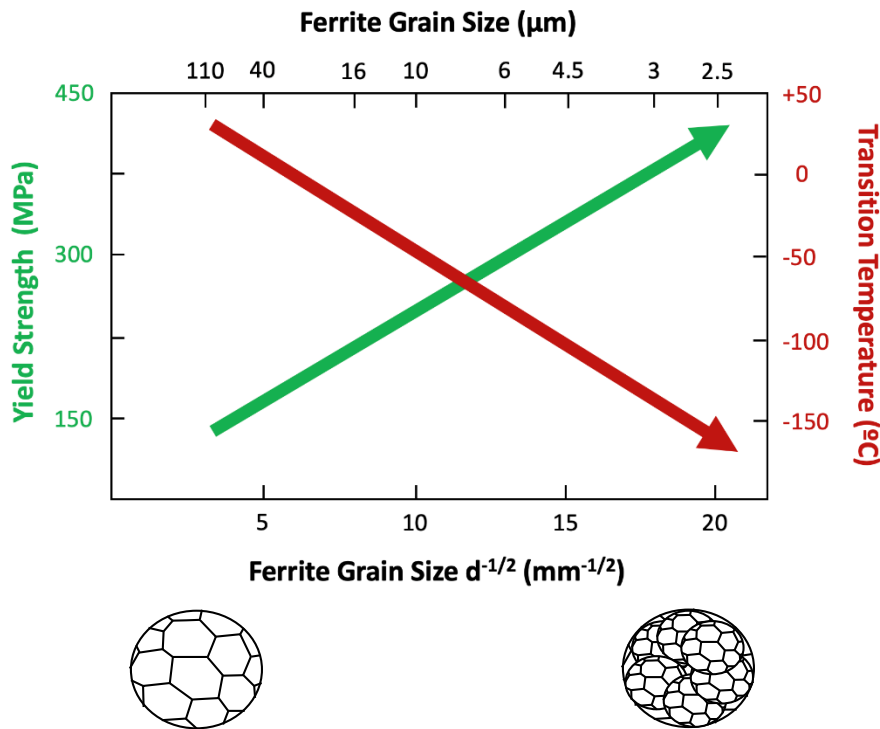 Ferrite Grain Size (µm)
110 40 16 10 6 4.5 3 2.5
450
300
150
Yield Strength (MPa)
+50
0
-50
-100
-150
Transition Temperature (ºC)
5 10 15 20
Ferrite Grain Size d⁻¹/² (mm⁻¹/²)